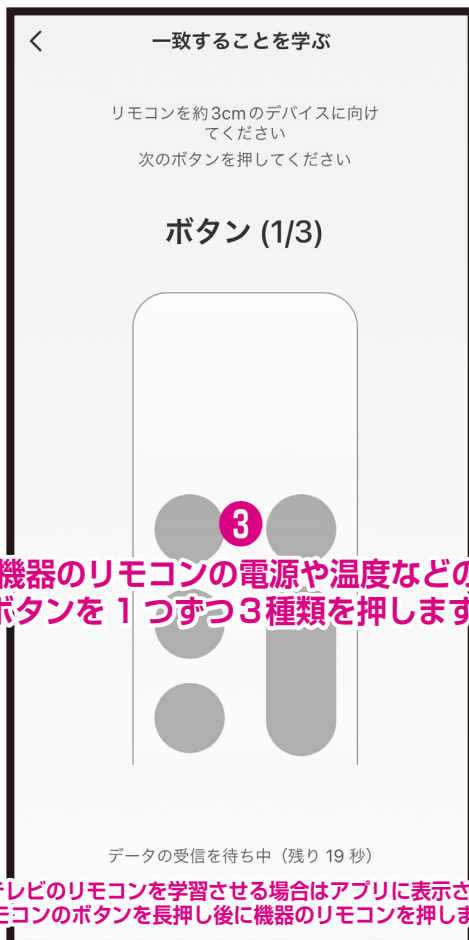 一致することを学ぶ
リモコンを約3cmのデバイスに向け
てください
次のボタンを押してください
ボタン (1/3)
3
機器のリモコンの電源や温度などの
ボタンを 1 つずつ3種類を押します
データの受信を待ち中（残り 19 秒）
テレビのリモコンを学習させる場合はアプリに表示さ
モコンのボタンを長押し後に機器のリモコンを押しま